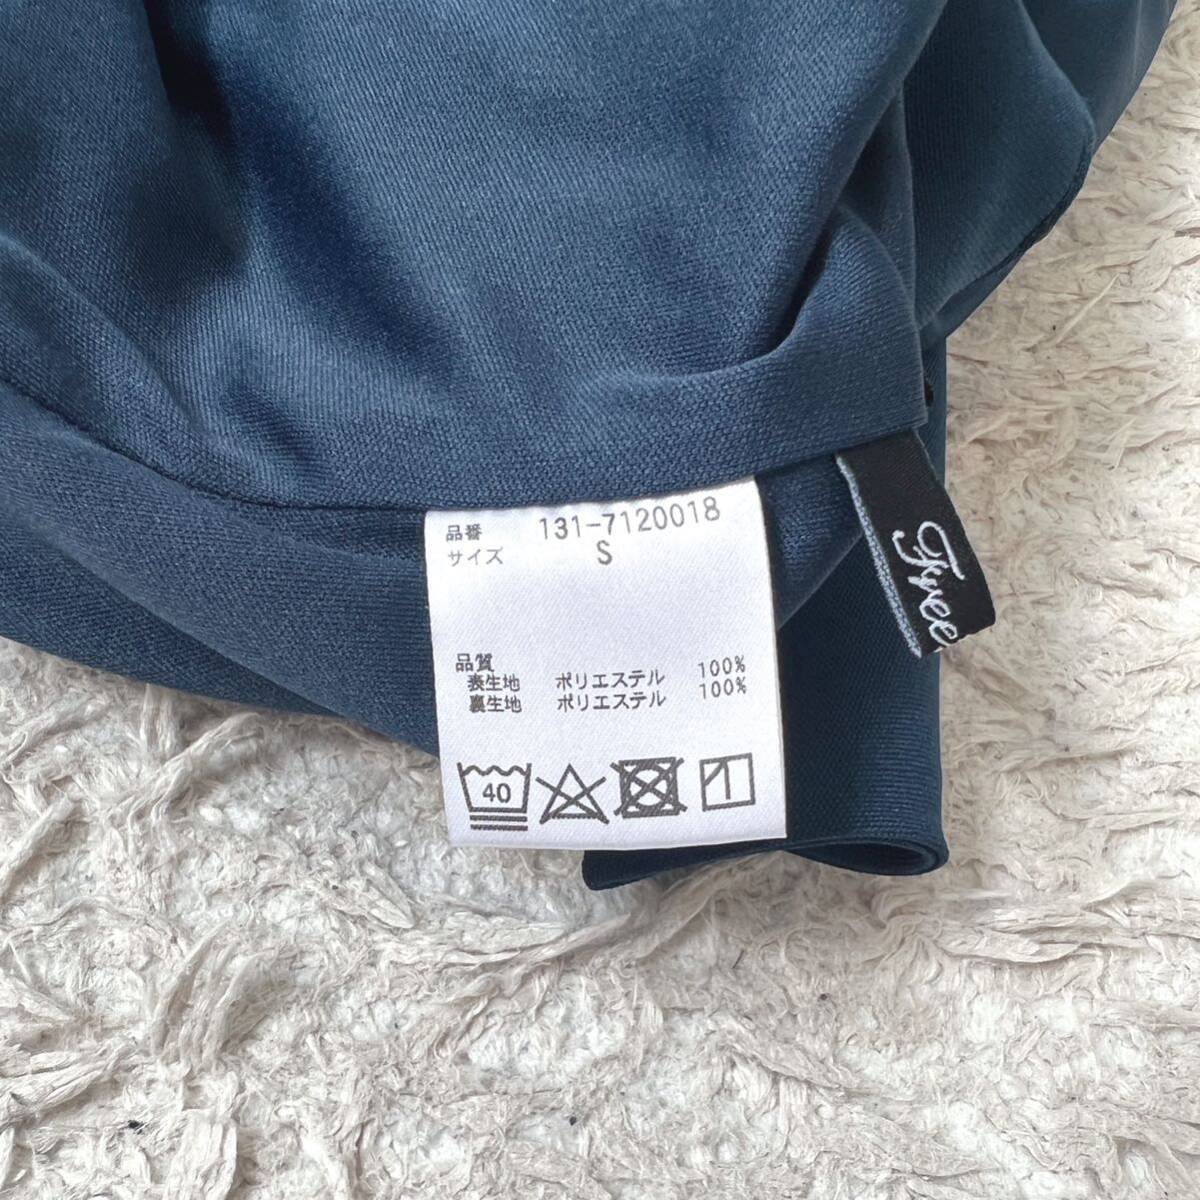 品番 131-7120018
サイズ S
品質
表生地 ポリエステル 100%
裏生地 ポリエステル 100%
40